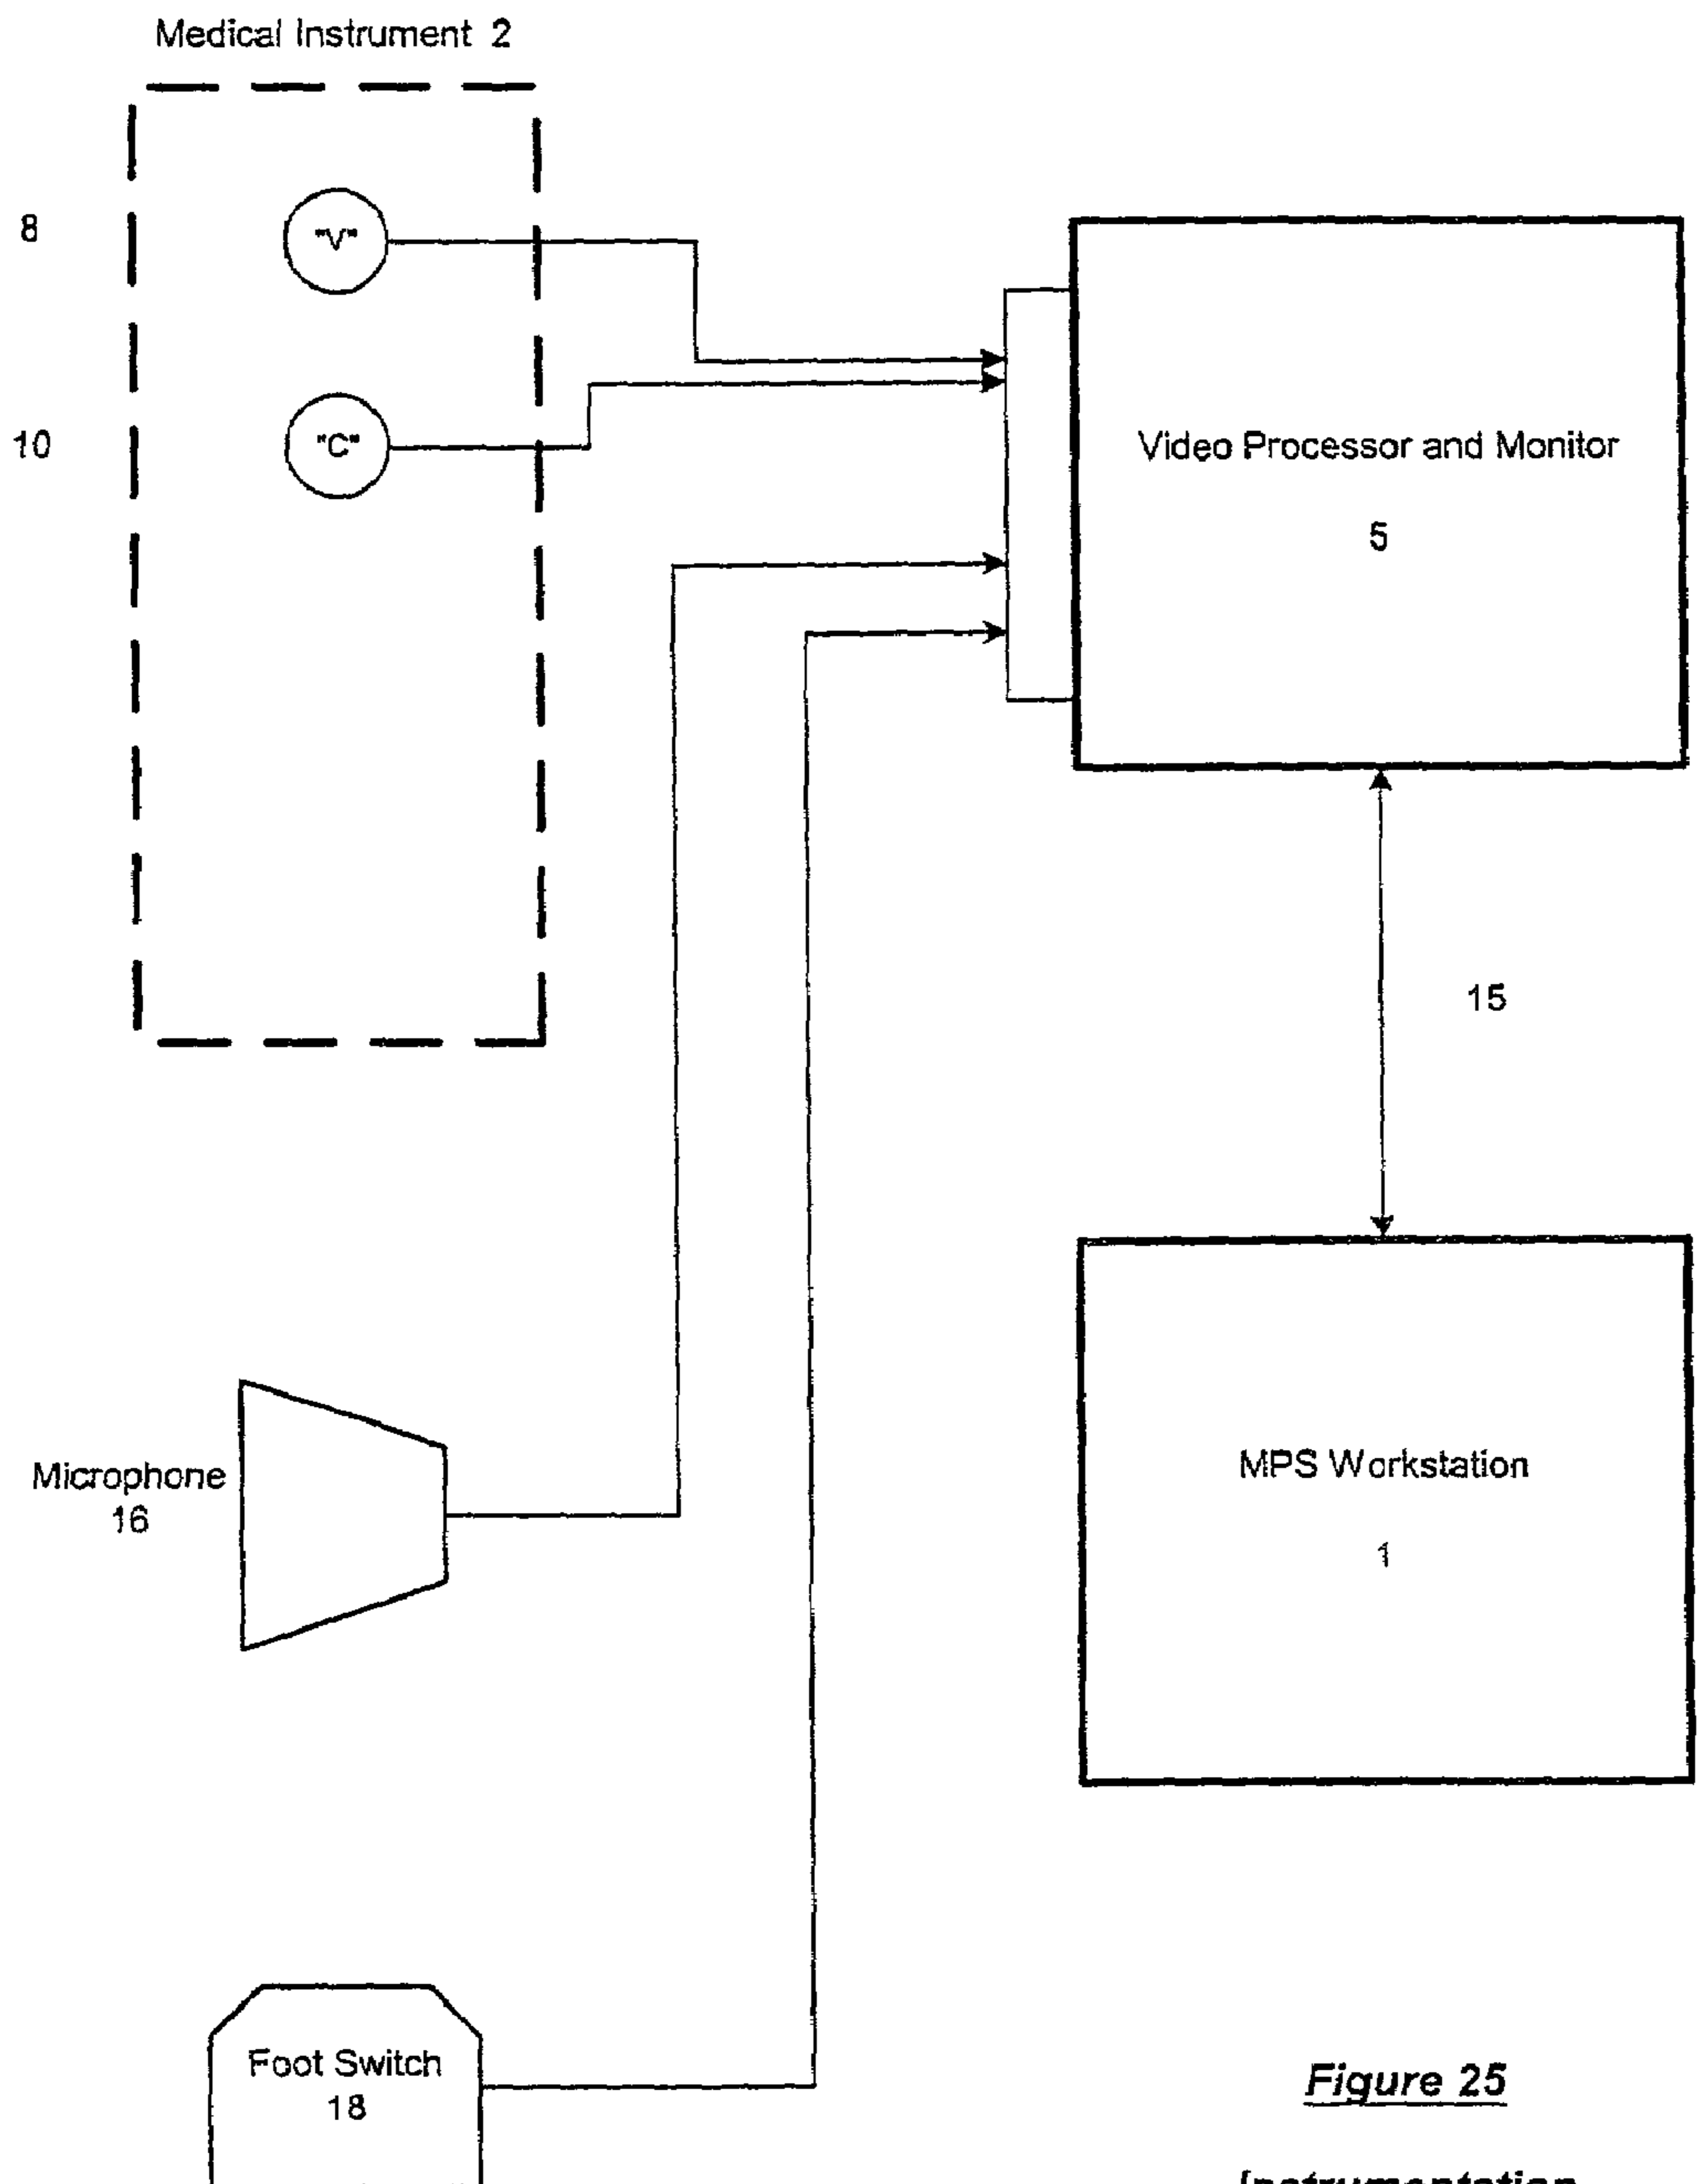 Medical Instrument 2
8
"V"
10
"C"
Video Processor and Monitor
5
15
Microphone
16
MPS Workstation
1
Foot Switch
18
Figure 25
Instrumentation